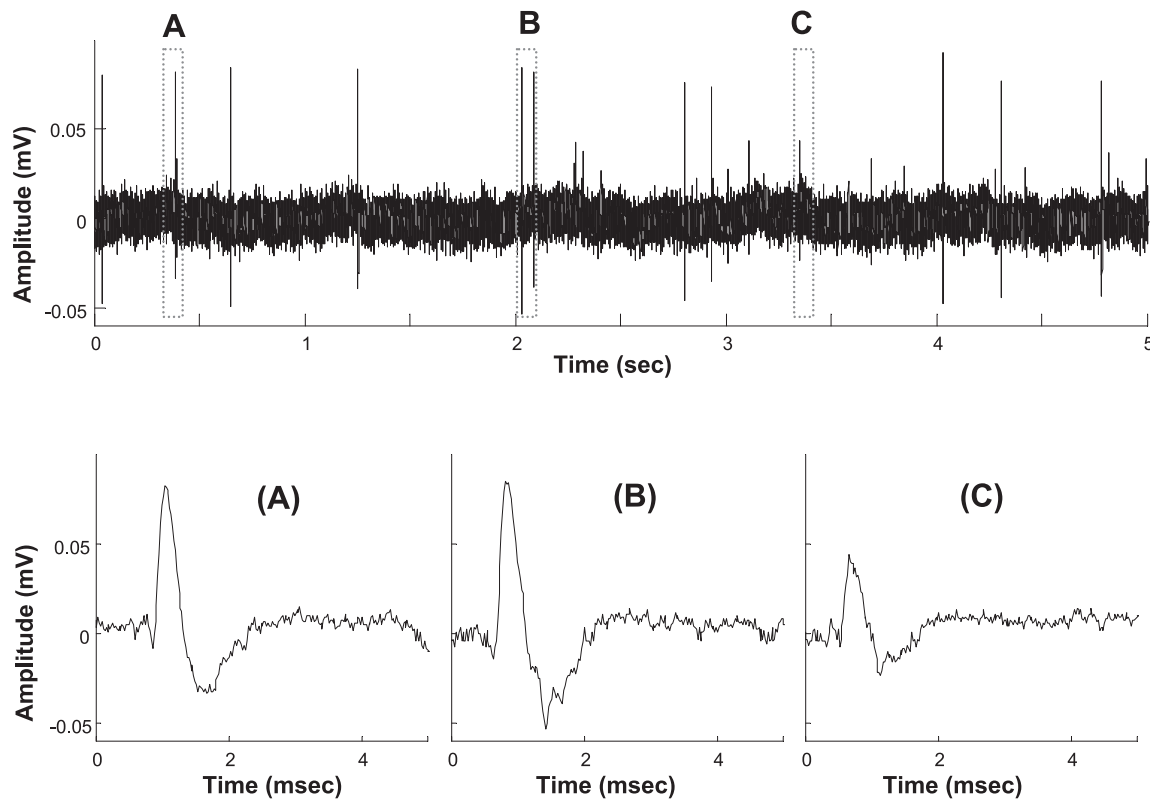 A B C
Amplitude (mV)
0.05
0
-0.05
0 1 2 3 4 5
Time (sec)
(A) (B) (C)
Amplitude (mV)
0.05
0
-0.05
0 2 4 0 2 4 0 2 4
Time (msec) Time (msec) Time (msec)